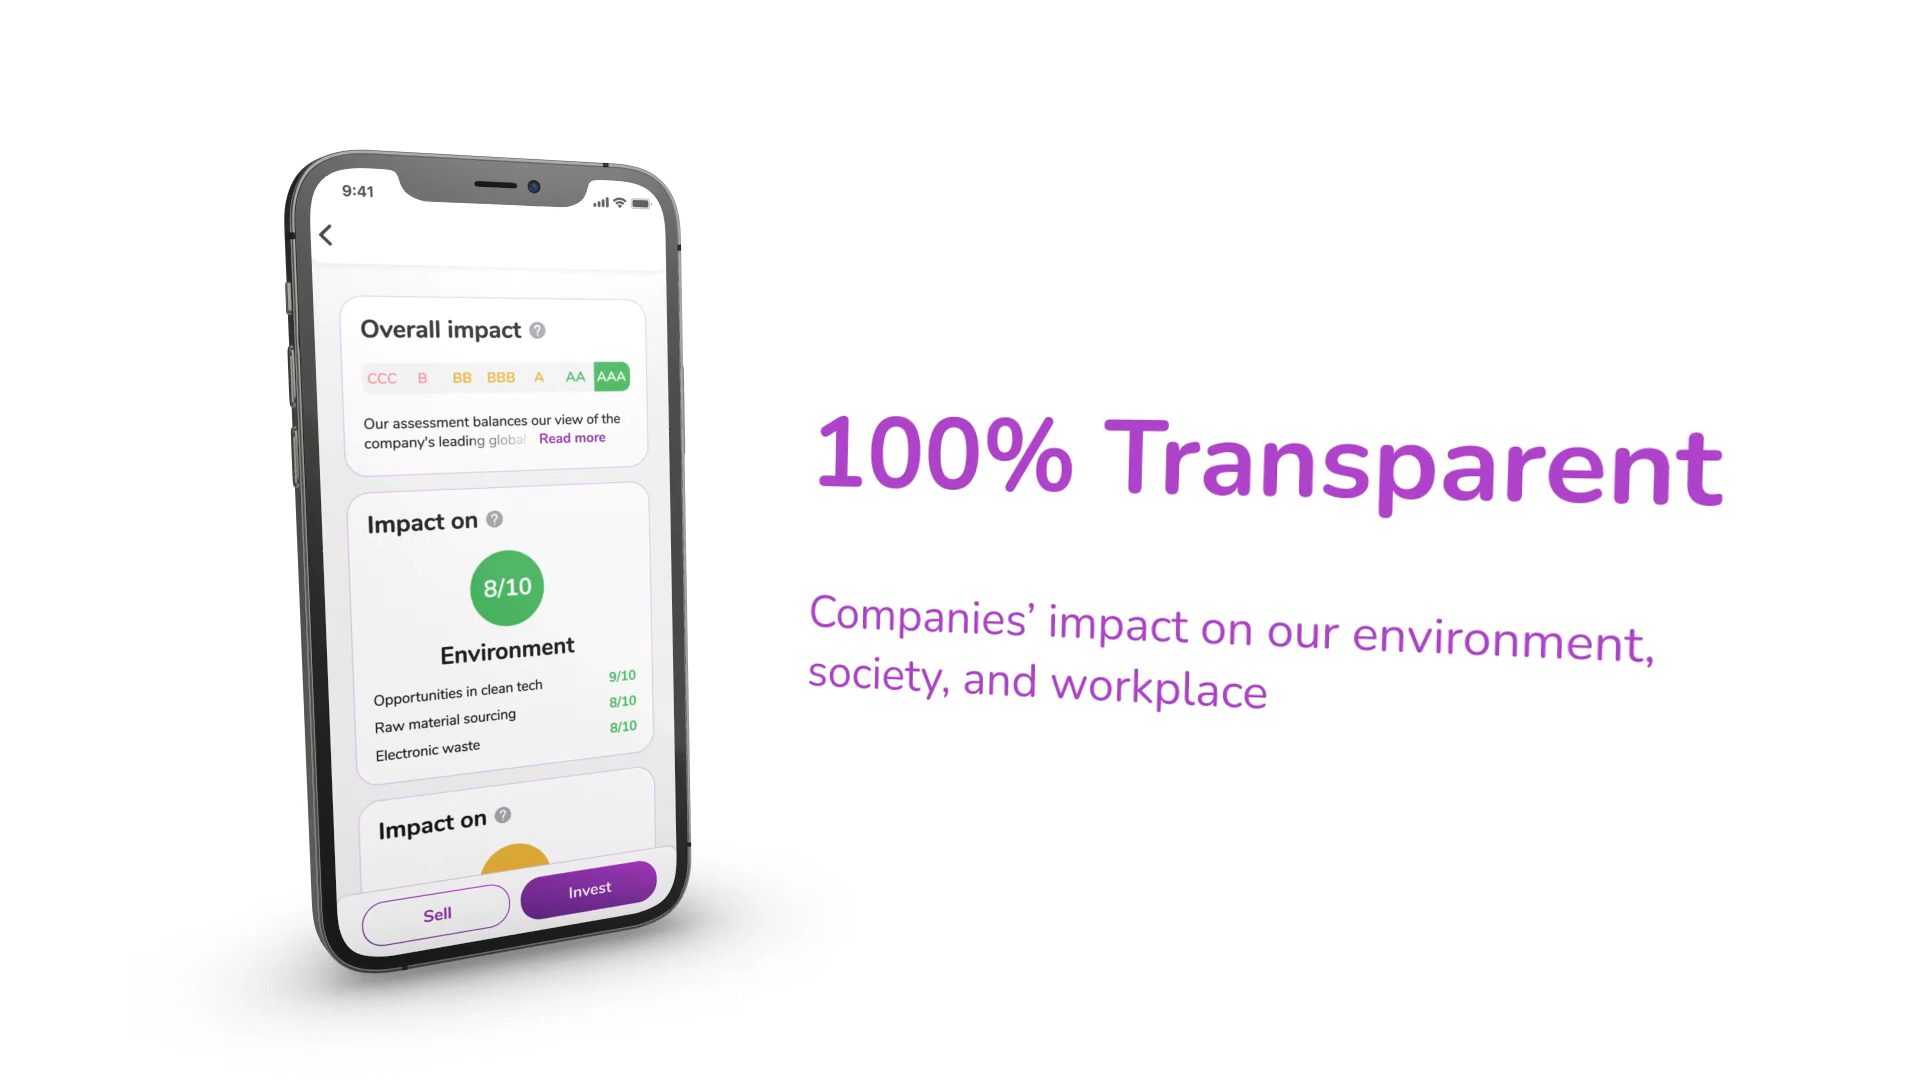 9:41
Overall impact ?
CCC B BB BBB A AA AAA
Our assessment balances our view of the
company's leading global Read more
Impact on ?
8/10
Environment
Opportunities in clean tech 9/10
Raw material sourcing 8/10
Electronic waste 8/10
Impact on ?
Sell Invest
100% Transparent
Companies’ impact on our environment,
society, and workplace